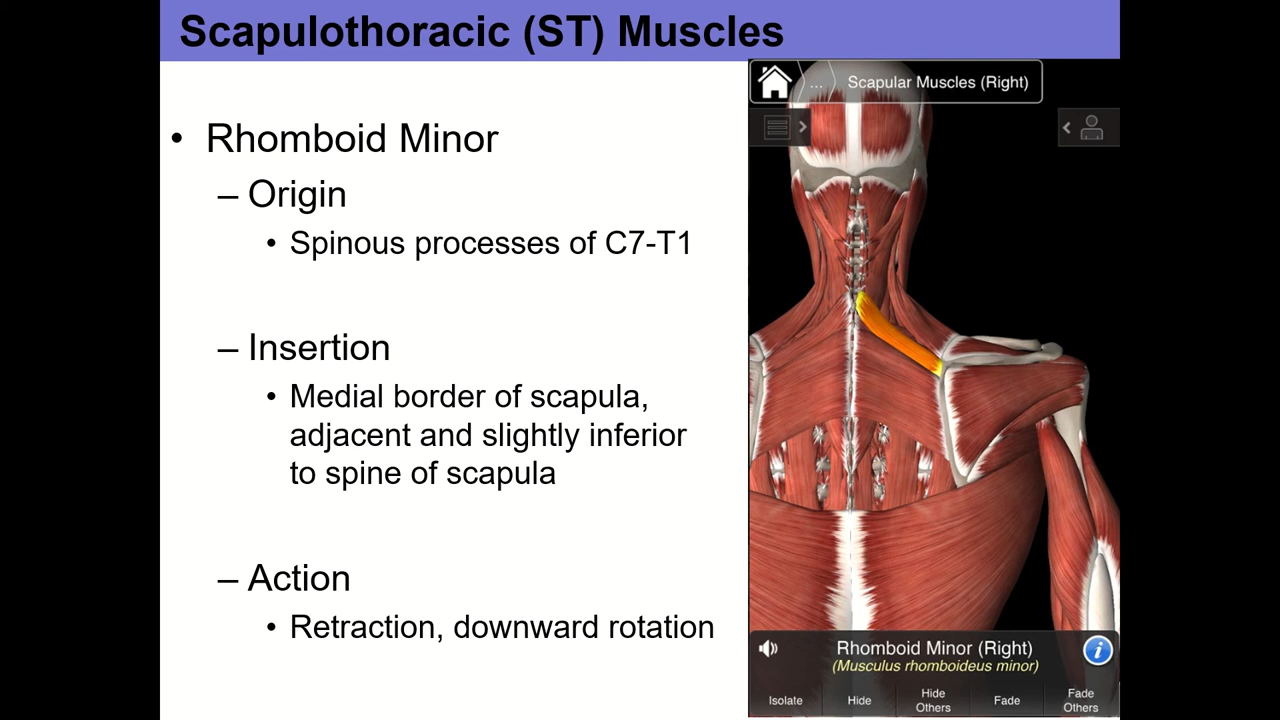 Scapulothoracic (ST) Muscles
• Rhomboid Minor
– Origin
• Spinous processes of C7-T1
– Insertion
• Medial border of scapula,
adjacent and slightly inferior
to spine of scapula
– Action
• Retraction, downward rotation
... Scapular Muscles (Right)
Rhomboid Minor (Right)
(Musculus rhomboideus minor)
i
Isolate
Hide
Hide
Others
Fade
Fade
Others